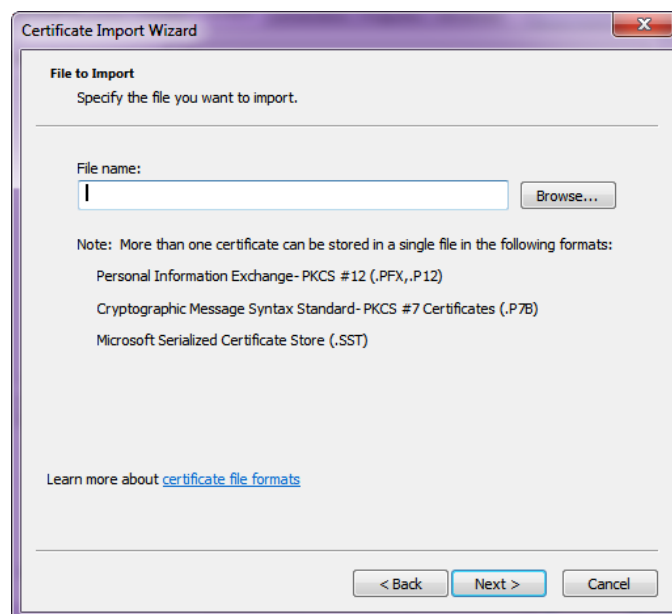 Certificate Import Wizard
File to Import
Specify the file you want to import.
File name:
Browse...
Note:  More than one certificate can be stored in a single file in the following formats:
Personal Information Exchange- PKCS #12 (.PFX,.P12)
Cryptographic Message Syntax Standard- PKCS #7 Certificates (.P7B)
Microsoft Serialized Certificate Store (.SST)
Learn more about certificate file formats
< Back Next > Cancel